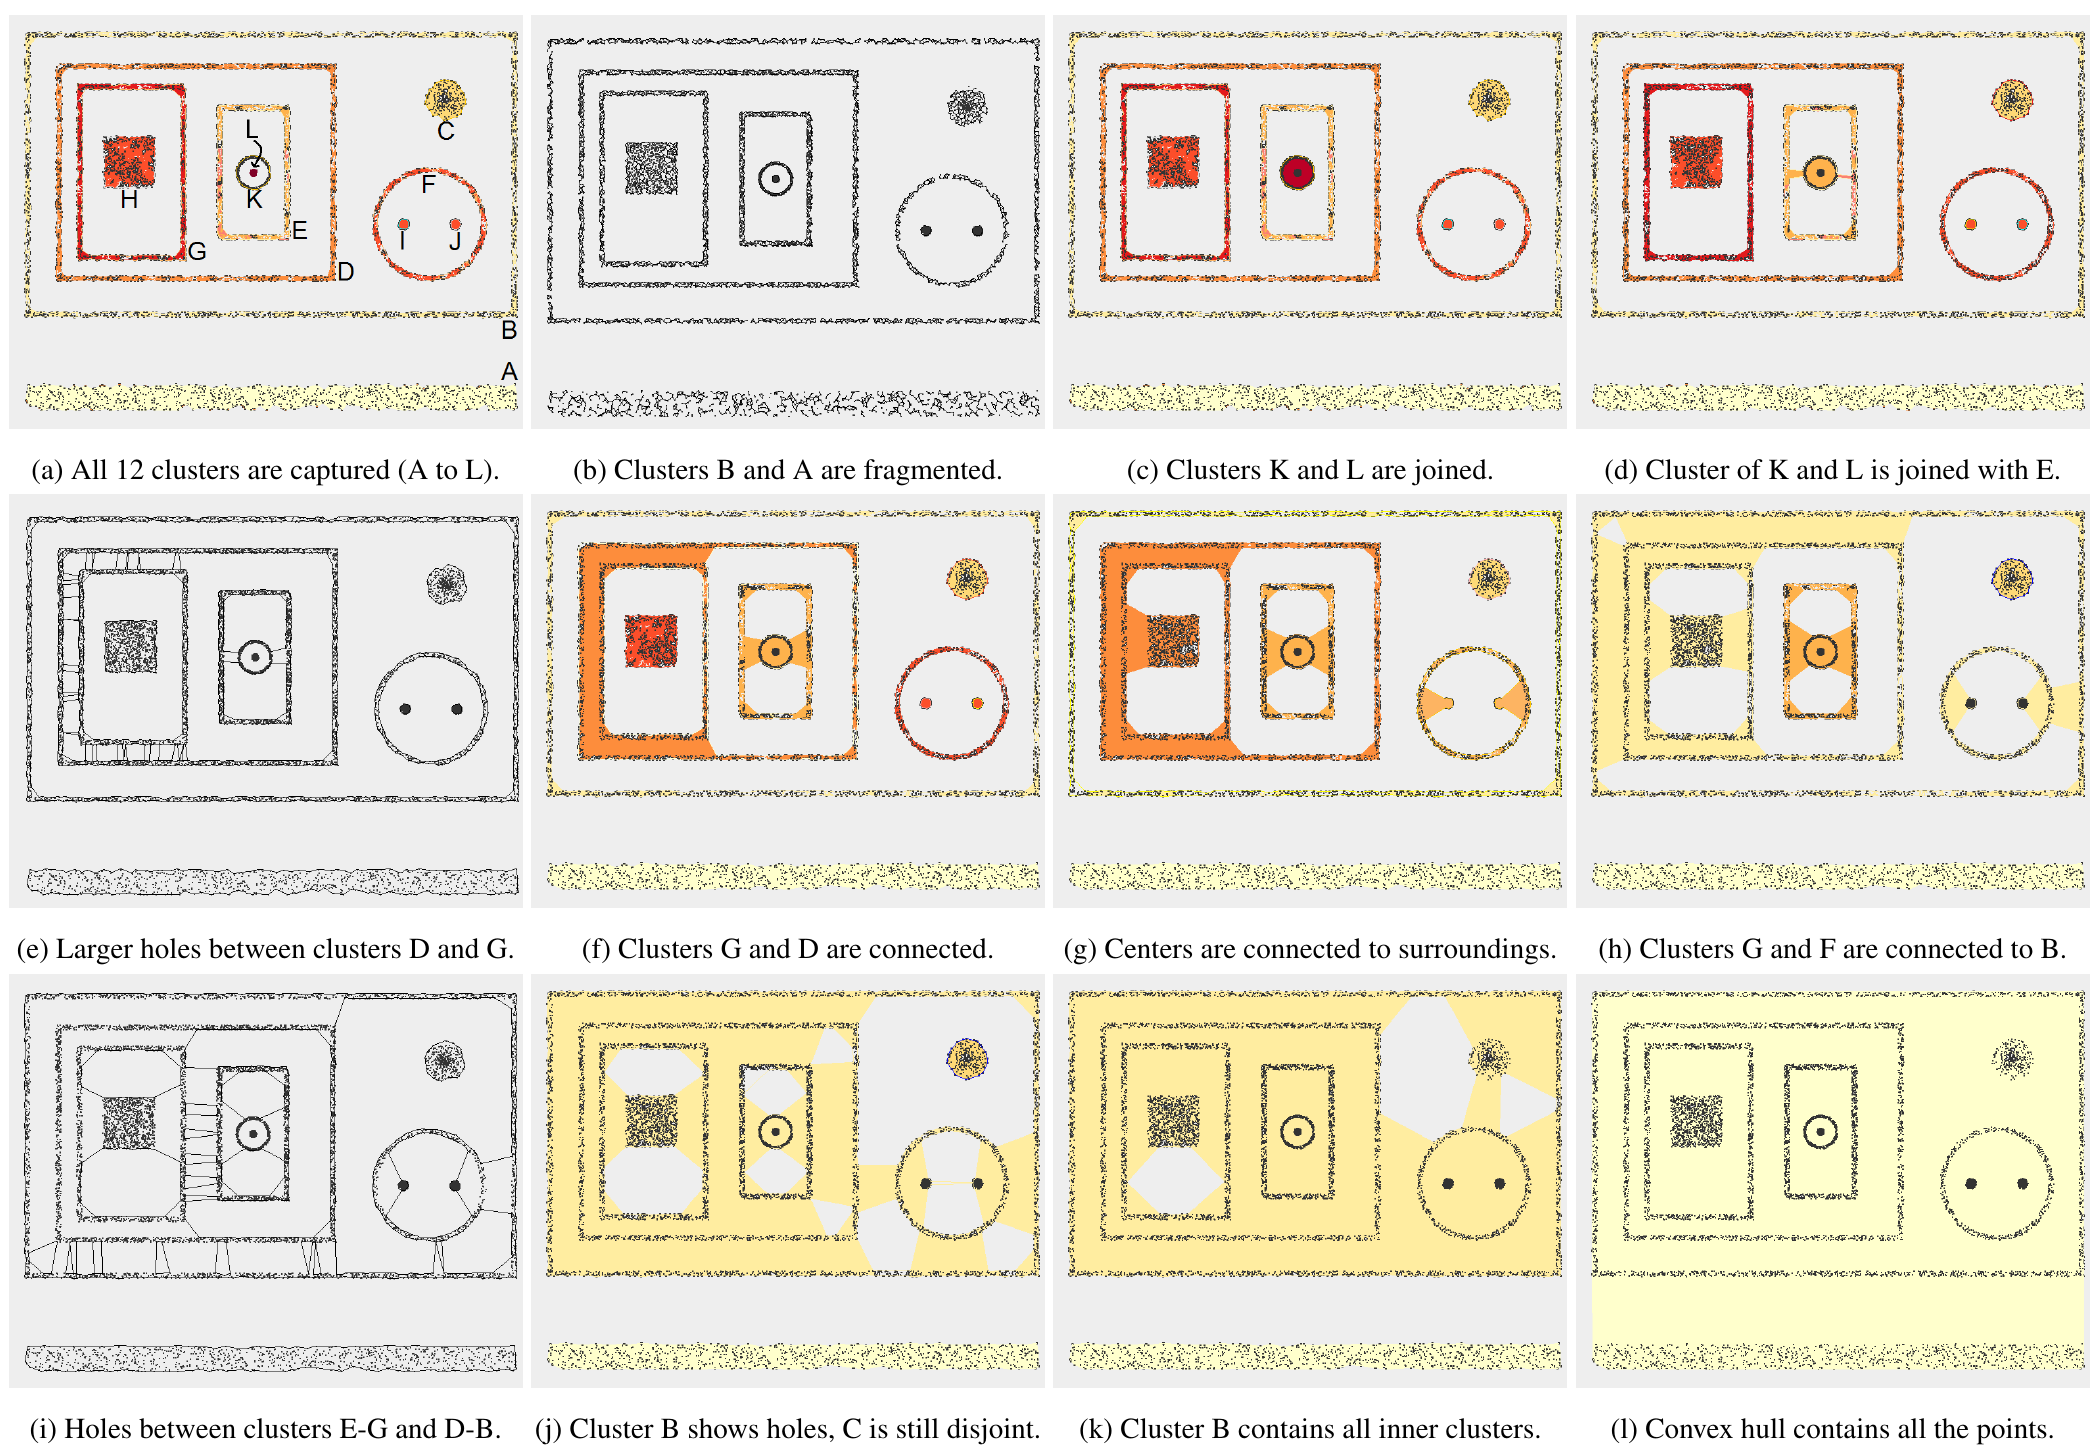 L
C
H
K
F
E
I
J
G
D
B
A
(a) All 12 clusters are captured (A to L).
(b) Clusters B and A are fragmented.
(c) Clusters K and L are joined.
(d) Cluster of K and L is joined with E.
(e) Larger holes between clusters D and G.
(f) Clusters G and D are connected.
(g) Centers are connected to surroundings.
(h) Clusters G and F are connected to B.
(i) Holes between clusters E-G and D-B.
(j) Cluster B shows holes, C is still disjoint.
(k) Cluster B contains all inner clusters.
(l) Convex hull contains all the points.